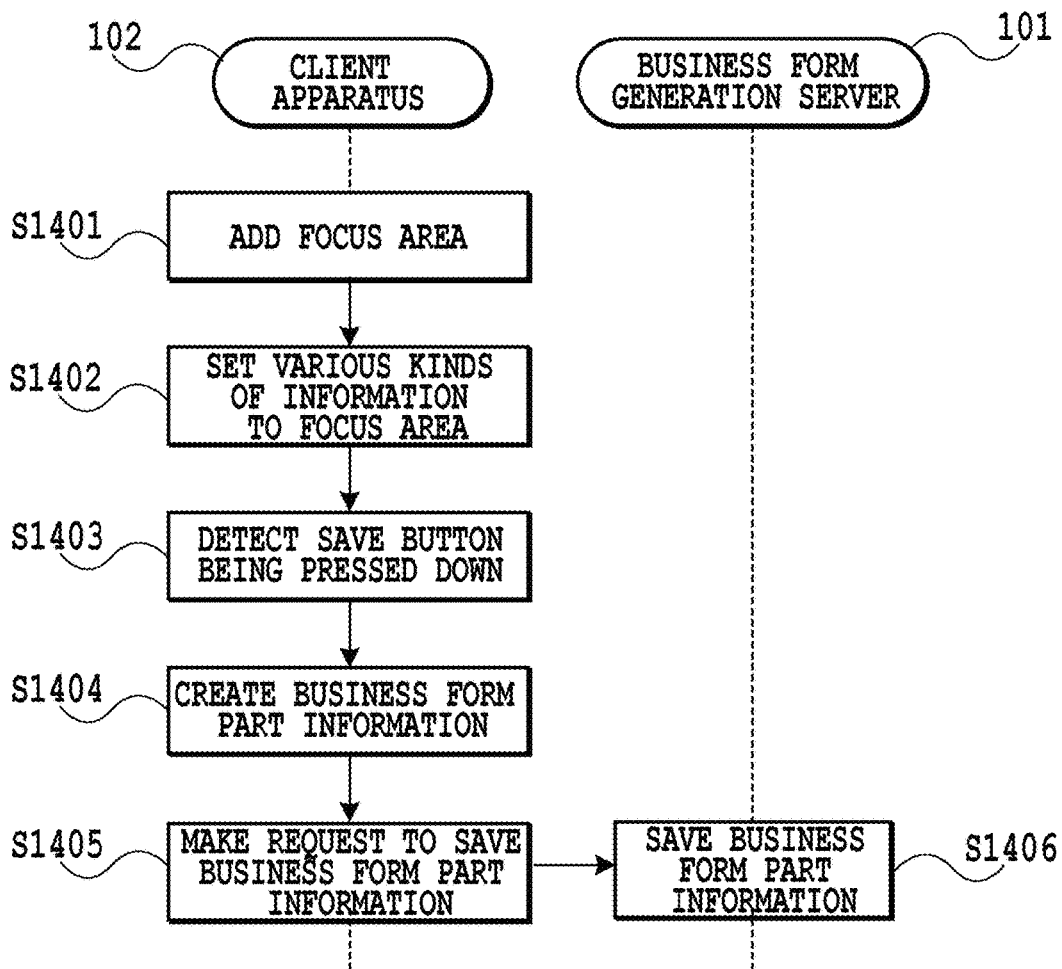 102
CLIENT
APPARATUS
101
BUSINESS FORM
GENERATION SERVER
S1401
ADD FOCUS AREA
S1402
SET VARIOUS KINDS
OF INFORMATION
TO FOCUS AREA
S1403
DETECT SAVE BUTTON
BEING PRESSED DOWN
S1404
CREATE BUSINESS FORM
PART INFORMATION
S1405
MAKE REQUEST TO SAVE
BUSINESS FORM PART
INFORMATION
SAVE BUSINESS
FORM PART
INFORMATION
S1406